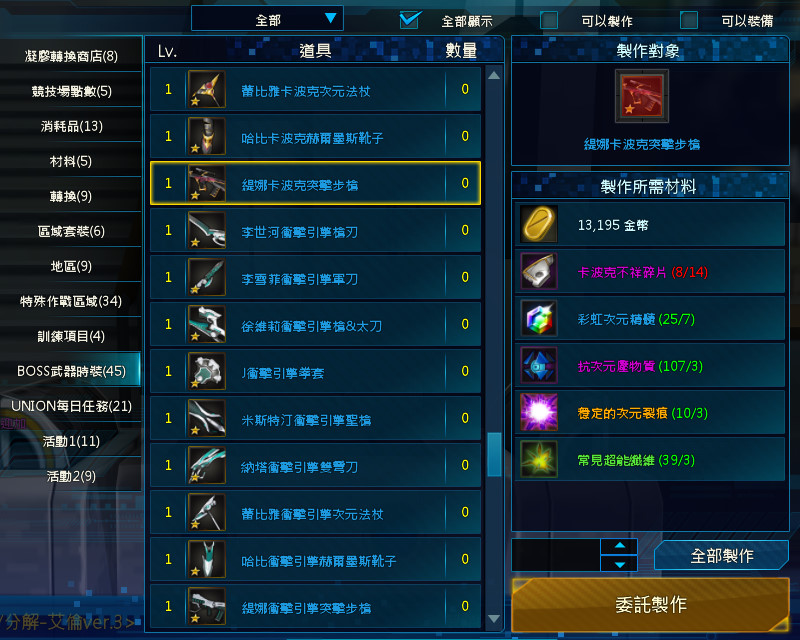 全部
全部顯示
可以製作
可以裝備
凝膠轉換商店(8)
競技場點數(5)
消耗品(13)
材料(5)
轉換(9)
區域套裝(6)
地區(9)
特殊作戰區域(34)
訓練項目(4)
BOSS武器時裝(45)
UNION每日任務(21)
活動1(11)
活動2(9)
Lv. 道具 數量
1 蕾比雅卡波克次元法杖 0
1 哈比卡波克赫爾墨斯靴子 0
1 緹娜卡波克突擊步槍 0
1 李世河衝擊引擎槍刃 0
1 李雪菲衝擊引擎軍刀 0
1 徐維莉衝擊引擎槍&太刀 0
1 J衝擊引擎拳套 0
1 米斯特汀衝擊引擎聖槍 0
1 納塔衝擊引擎雙彎刀 0
1 蕾比雅衝擊引擎次元法杖 0
1 哈比衝擊引擎赫爾墨斯靴子 0
1 緹娜衝擊引擎突擊步槍 0
製作對象
緹娜卡波克突擊步槍
製作所需材料
13,195 金幣
卡波克不祥碎片 (8/14)
彩虹次元精髓 (25/7)
抗次元塵物質 (107/3)
穩定的次元裂痕 (10/3)
常見超能纖維 (39/3)
全部製作
委託製作
/分解-艾倫ver.3>